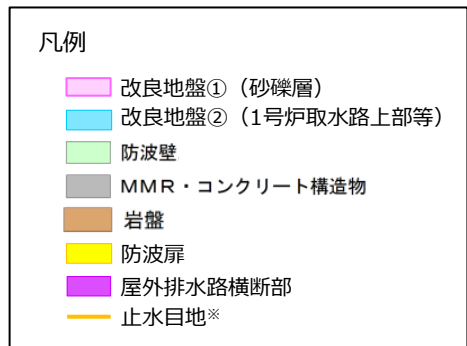 凡例
改良地盤①（砂礫層）
改良地盤②（1号炉取水路上部等）
防波壁
ＭＭＲ・コンクリート構造物
岩盤
防波扉
屋外排水路横断部
止水目地※